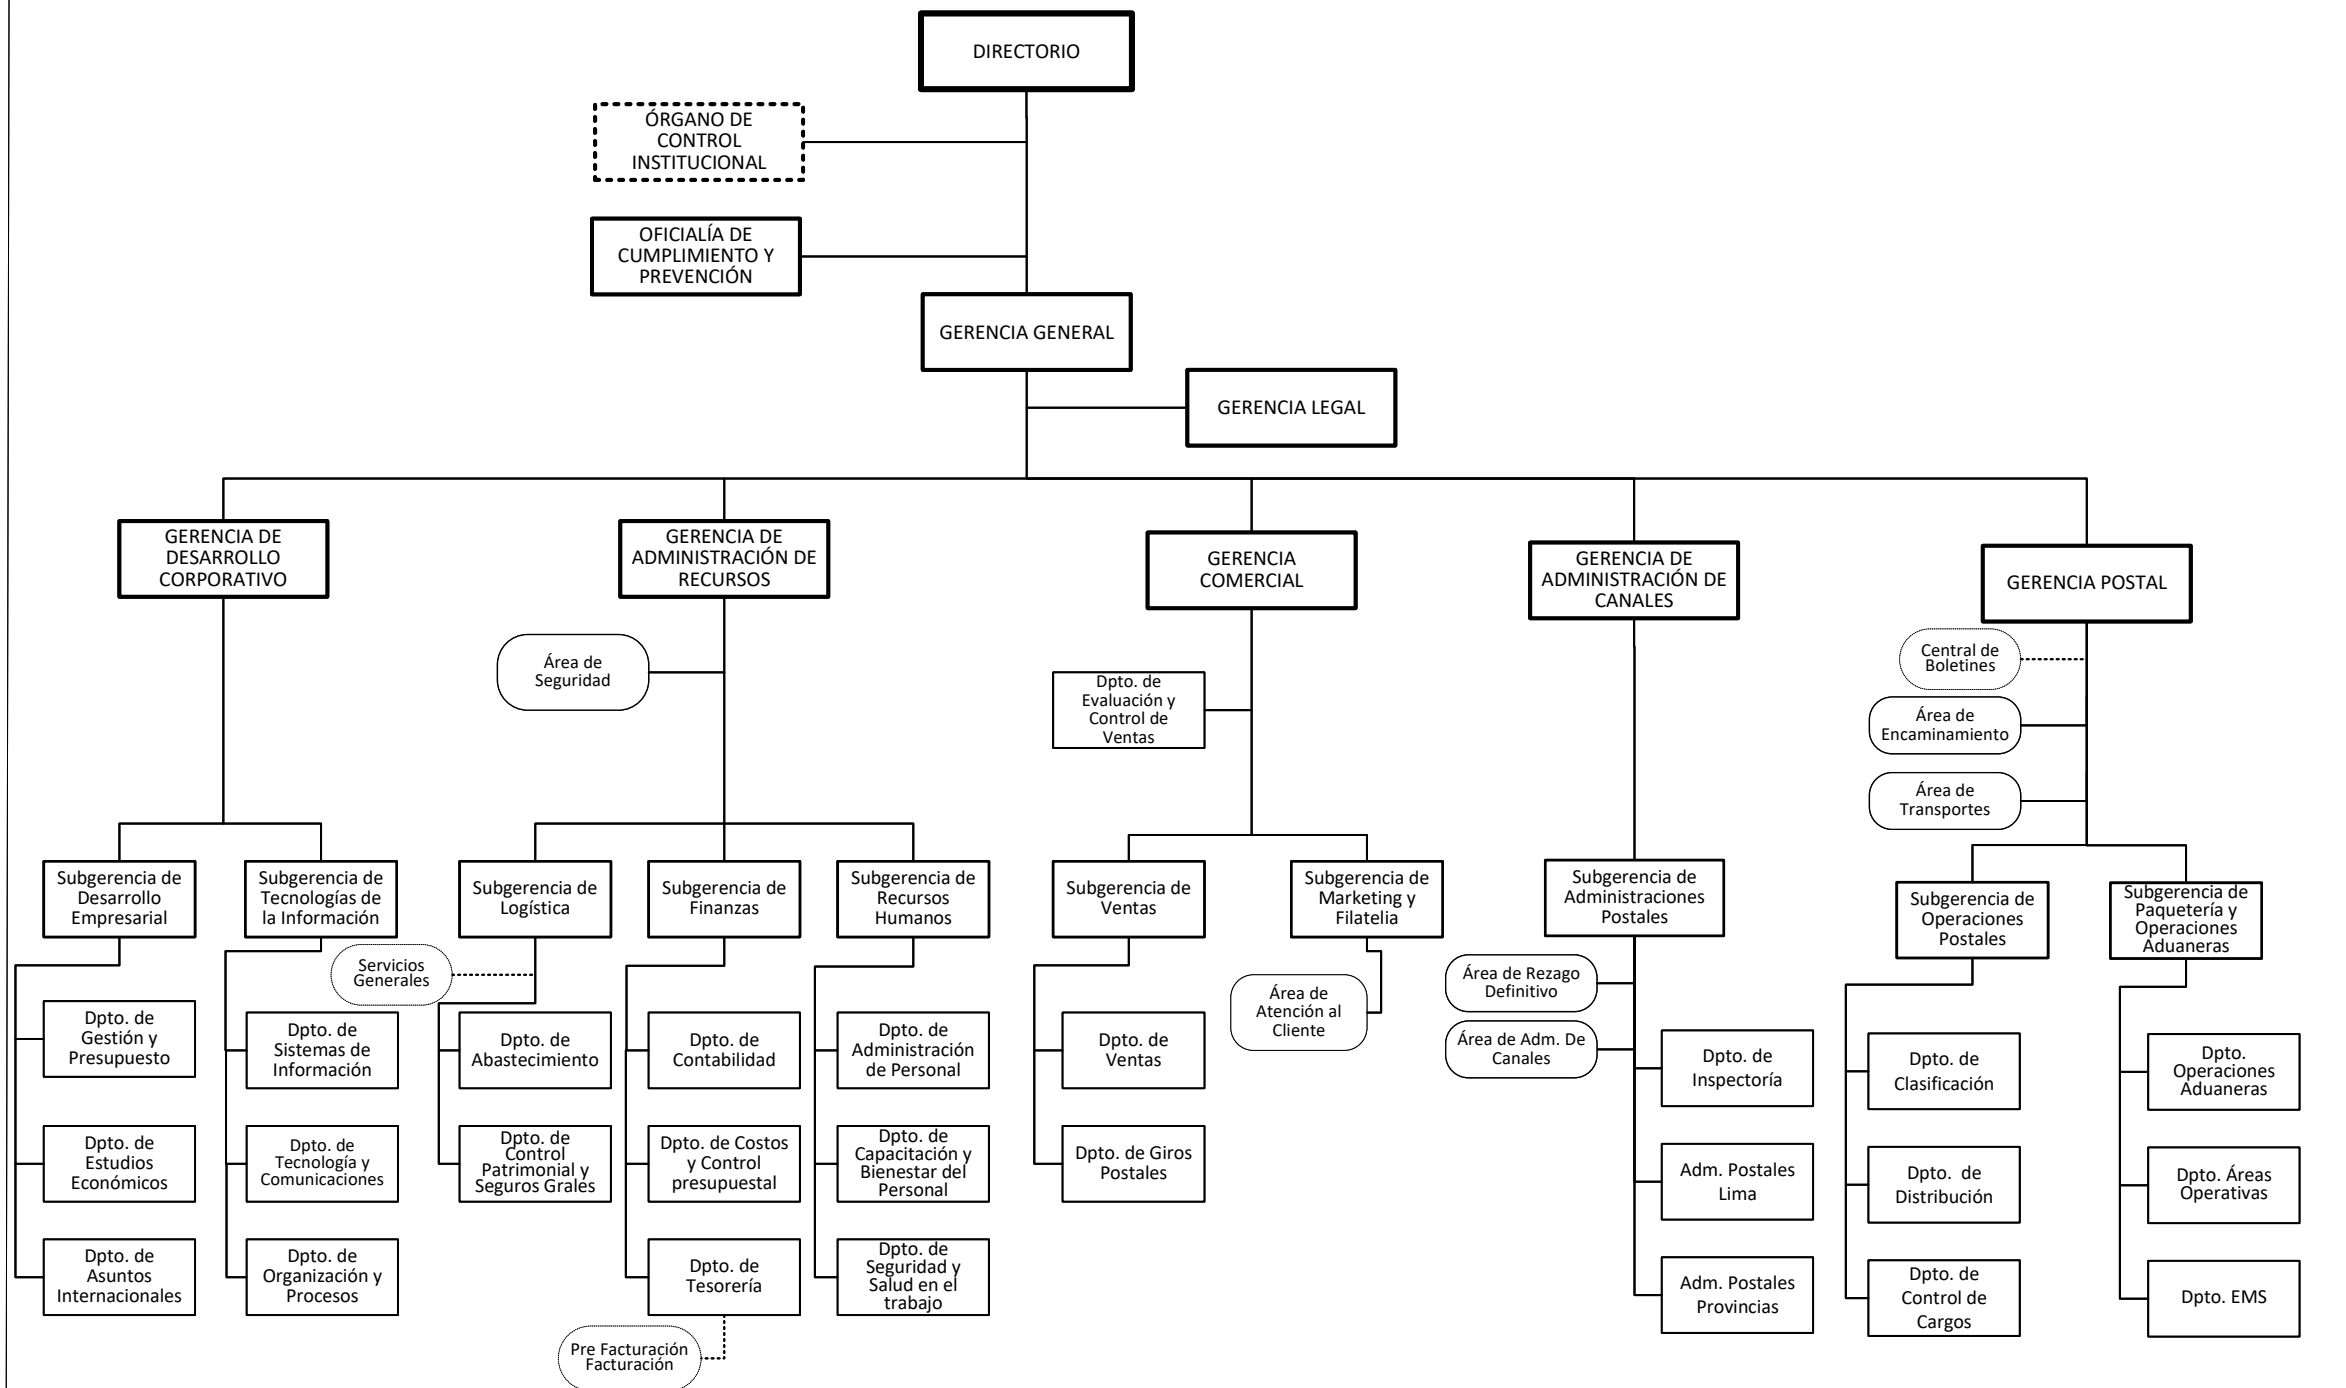 DIRECTORIO
ÓRGANO DE
CONTROL
INSTITUCIONAL
OFICIALÍA DE
CUMPLIMIENTO Y
PREVENCIÓN
GERENCIA GENERAL
GERENCIA LEGAL
GERENCIA DE
DESARROLLO
CORPORATIVO
GERENCIA DE
ADMINISTRACIÓN DE
RECURSOS
GERENCIA
COMERCIAL
GERENCIA DE
ADMINISTRACIÓN DE
CANALES
GERENCIA POSTAL
Área de
Seguridad
Dpto. de
Evaluación y
Control de
Ventas
Central de
Boletines
Área de
Encaminamiento
Área de
Transportes
Subgerencia de
Desarrollo
Empresarial
Subgerencia de
Tecnologías de
la Información
Subgerencia de
Logística
Subgerencia de
Finanzas
Subgerencia de
Recursos
Humanos
Subgerencia de
Ventas
Subgerencia de
Marketing y
Filatelia
Subgerencia de
Administraciones
Postales
Subgerencia de
Operaciones
Postales
Subgerencia de
Paquetería y
Operaciones
Aduaneras
Servicios
Generales
Área de
Atención al
Cliente
Área de Rezago
Definitivo
Área de Adm. De
Canales
Dpto. de
Gestión y
Presupuesto
Dpto. de
Sistemas de
Información
Dpto. de
Abastecimiento
Dpto. de
Contabilidad
Dpto. de
Administración
de Personal
Dpto. de
Ventas
Dpto. de
Inspectoría
Dpto. de
Clasificación
Dpto.
Operaciones
Aduaneras
Dpto. de
Estudios
Económicos
Dpto. de
Tecnología y
Comunicaciones
Dpto. de
Control
Patrimonial y
Seguros Grales
Dpto. de Costos
y Control
presupuestal
Dpto. de
Capacitación y
Bienestar del
Personal
Dpto. de Giros
Postales
Adm. Postales
Lima
Dpto. de
Distribución
Dpto. Áreas
Operativas
Dpto. de
Asuntos
Internacionales
Dpto. de
Organización y
Procesos
Dpto. de
Tesorería
Dpto. de
Seguridad y
Salud en el
trabajo
Adm. Postales
Provincias
Dpto. de
Control de
Cargos
Dpto. EMS
Pre Facturación
Facturación